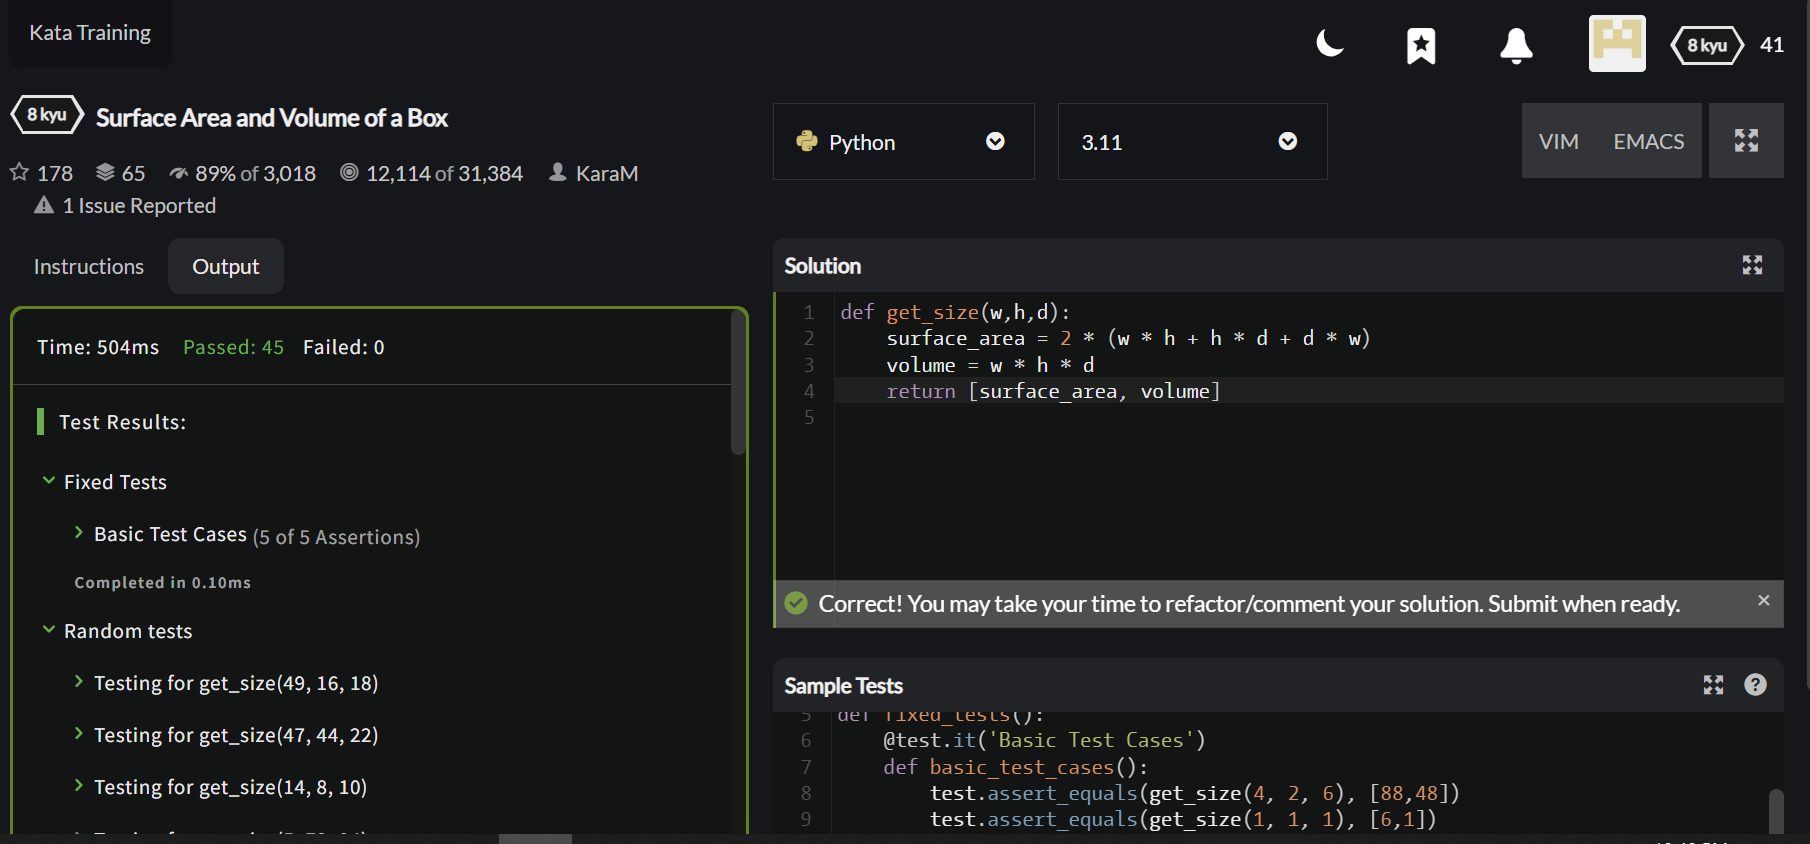 Kata Training
8 kyu 41
8 kyu Surface Area and Volume of a Box
178 65 89% of 3,018 12,114 of 31,384 KaraM
1 Issue Reported
Instructions Output
Time: 504ms Passed: 45 Failed: 0
Test Results:
Fixed Tests
Basic Test Cases (5 of 5 Assertions)
Completed in 0.10ms
Random tests
Testing for get_size(49, 16, 18)
Testing for get_size(47, 44, 22)
Testing for get_size(14, 8, 10)
Python 3.11 VIM EMACS
Solution
1 def get_size(w,h,d):
2 surface_area = 2 * (w * h + h * d + d * w)
3 volume = w * h * d
4 return [surface_area, volume]
5
Correct! You may take your time to refactor/comment your solution. Submit when ready.
Sample Tests
5 def fixed_tests():
6 @test.it('Basic Test Cases')
7 def basic_test_cases():
8 test.assert_equals(get_size(4, 2, 6), [88,48])
9 test.assert_equals(get_size(1, 1, 1), [6,1])